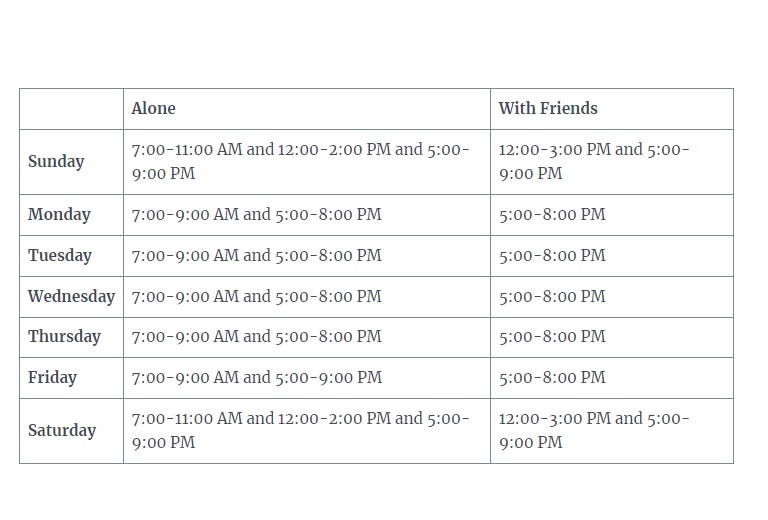 Alone With Friends
Sunday 7:00-11:00 AM and 12:00-2:00 PM and 5:00-9:00 PM 12:00-3:00 PM and 5:00-9:00 PM
Monday 7:00-9:00 AM and 5:00-8:00 PM 5:00-8:00 PM
Tuesday 7:00-9:00 AM and 5:00-8:00 PM 5:00-8:00 PM
Wednesday 7:00-9:00 AM and 5:00-8:00 PM 5:00-8:00 PM
Thursday 7:00-9:00 AM and 5:00-8:00 PM 5:00-8:00 PM
Friday 7:00-9:00 AM and 5:00-9:00 PM 5:00-8:00 PM
Saturday 7:00-11:00 AM and 12:00-2:00 PM and 5:00-9:00 PM 12:00-3:00 PM and 5:00-9:00 PM